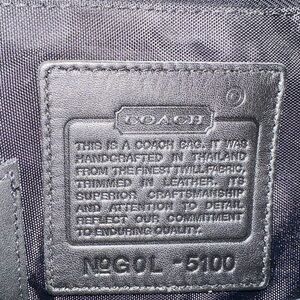 COACH
THIS IS A COACH BAG. IT WAS
HANDCRAFTED IN THAILAND
FROM THE FINEST TWILL FABRIC,
TRIMMED IN LEATHER. ITS
SUPERIOR CRAFTSMANSHIP
AND ATTENTION TO DETAIL
REFLECT OUR COMMITMENT
TO ENDURING QUALITY.
NoG0L -5100